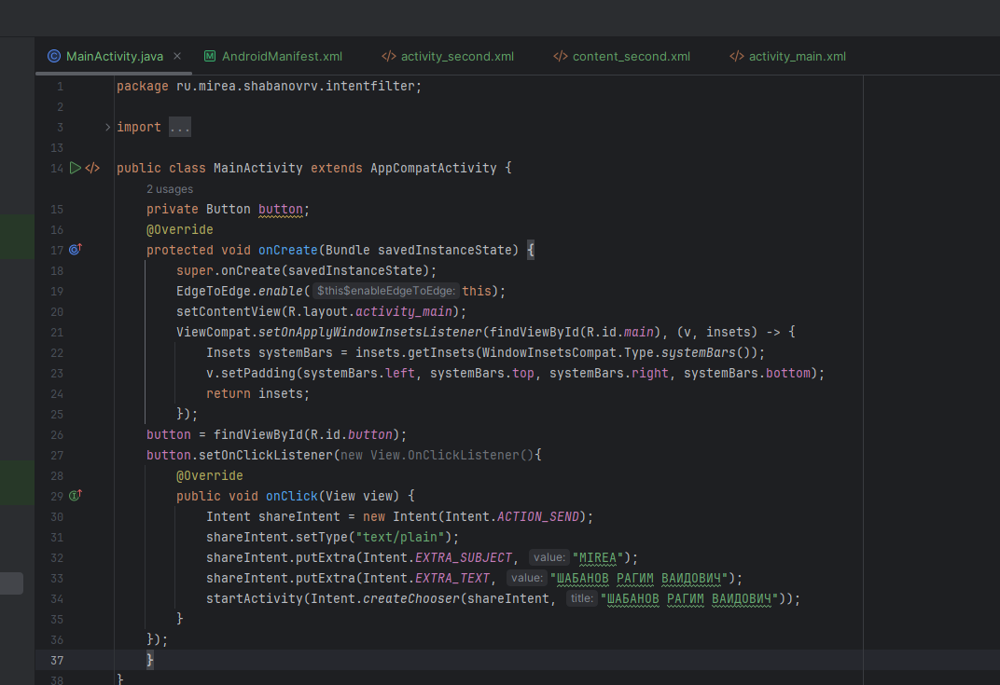 MainActivity.java AndroidManifest.xml activity_second.xml content_second.xml activity_main.xml
1 package ru.mirea.shabanovrv.intentfilter;
2
3 import ...
13
14 public class MainActivity extends AppCompatActivity {
2 usages
15 private Button button;
16 @Override
17 protected void onCreate(Bundle savedInstanceState) {
18 super.onCreate(savedInstanceState);
19 EdgeToEdge.enable( $this$enableEdgeToEdge: this);
20 setContentView(R.layout.activity_main);
21 ViewCompat.setOnApplyWindowInsetsListener(findViewById(R.id.main), (v, insets) -> {
22 Insets systemBars = insets.getInsets(WindowInsetsCompat.Type.systemBars());
23 v.setPadding(systemBars.left, systemBars.top, systemBars.right, systemBars.bottom);
24 return insets;
25 });
26 button = findViewById(R.id.button);
27 button.setOnClickListener(new View.OnClickListener(){
28 @Override
29 public void onClick(View view) {
30 Intent shareIntent = new Intent(Intent.ACTION_SEND);
31 shareIntent.setType("text/plain");
32 shareIntent.putExtra(Intent.EXTRA_SUBJECT, value: "MIREA");
33 shareIntent.putExtra(Intent.EXTRA_TEXT, value: "ШАБАНОВ РАГИМ ВАИДОВИЧ");
34 startActivity(Intent.createChooser(shareIntent, title: "ШАБАНОВ РАГИМ ВАИДОВИЧ"));
35 }
36 });
37 }
38 }